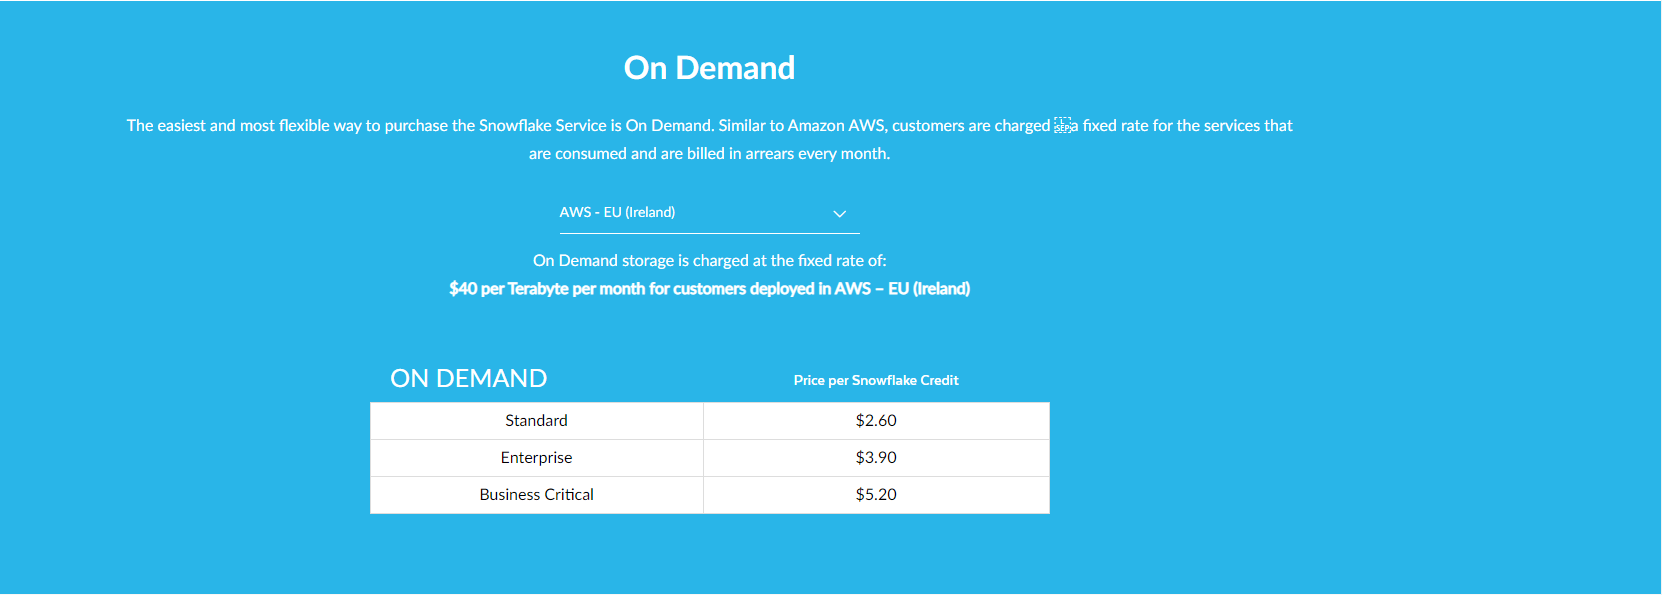 On Demand
The easiest and most flexible way to purchase the Snowflake Service is On Demand. Similar to Amazon AWS, customers are charged a fixed rate for the services that
are consumed and are billed in arrears every month.
AWS - EU (Ireland)
On Demand storage is charged at the fixed rate of:
$40 per Terabyte per month for customers deployed in AWS – EU (Ireland)
ON DEMAND Price per Snowflake Credit
Standard $2.60
Enterprise $3.90
Business Critical $5.20